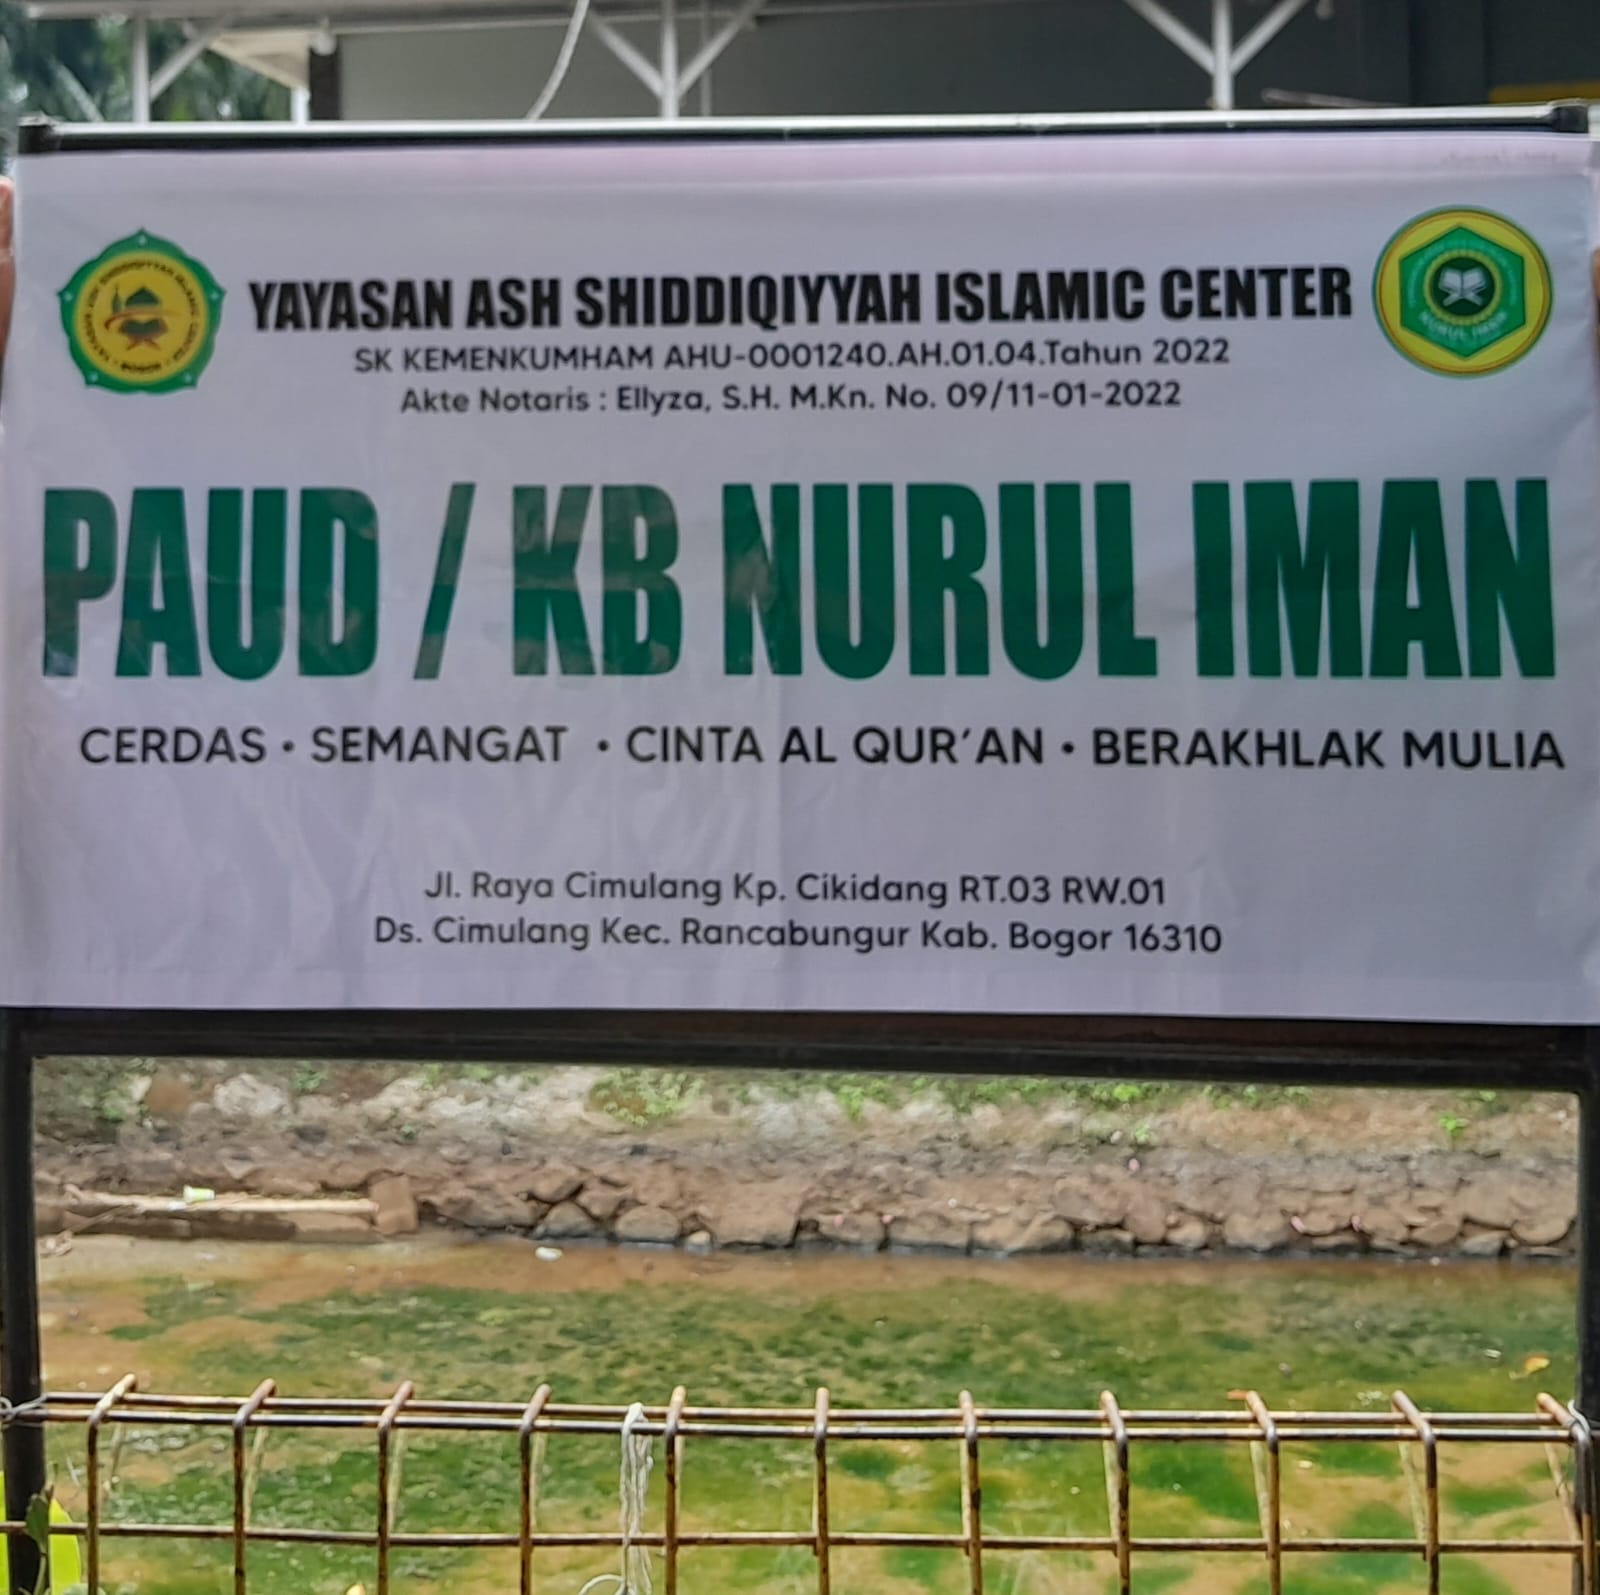 YAYASAN ASH SHIDDIQIYYAH ISLAMIC CENTER
SK KEMENKUMHAM AHU-0001240.AH.01.04.Tahun 2022
Akte Notaris : Ellyza, S.H. M.Kn. No. 09/11-01-2022
NURUL IMAN
PAUD / KB NURUL IMAN
CERDAS • SEMANGAT • CINTA AL QUR'AN • BERAKHLAK MULIA
Jl. Raya Cimulang Kp. Cikidang RT.03 RW.01
Ds. Cimulang Kec. Rancabungur Kab. Bogor 16310